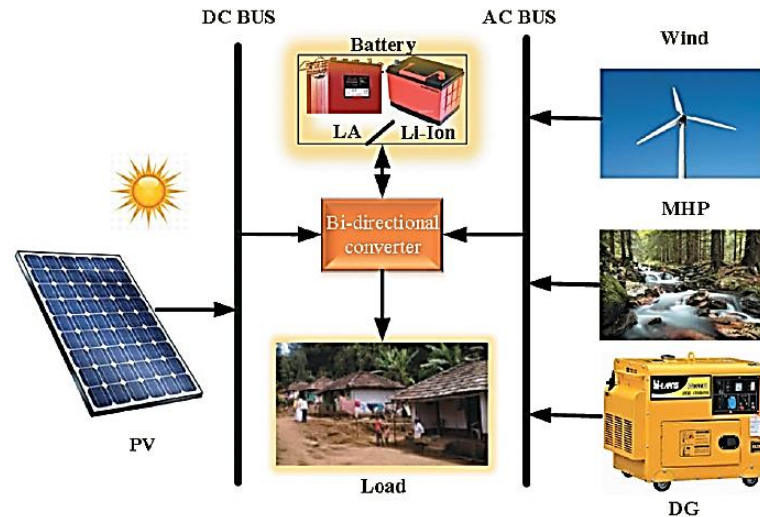 DC BUS
AC BUS
Battery
Wind
LA
Li-Ion
MHP
Bi-directional
converter
PV
Load
DG